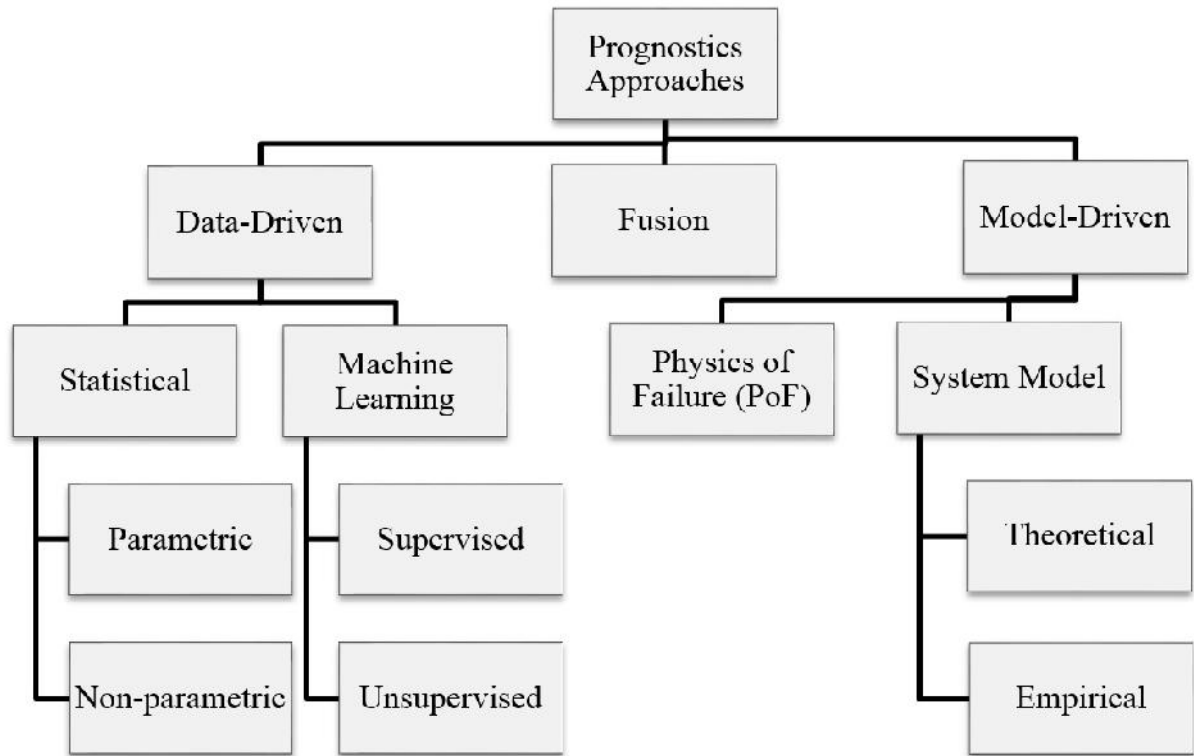 Prognostics
Approaches
Data-Driven
Fusion
Model-Driven
Statistical
Machine
Learning
Physics of
Failure (PoF)
System Model
Parametric
Supervised
Theoretical
Non-parametric
Unsupervised
Empirical